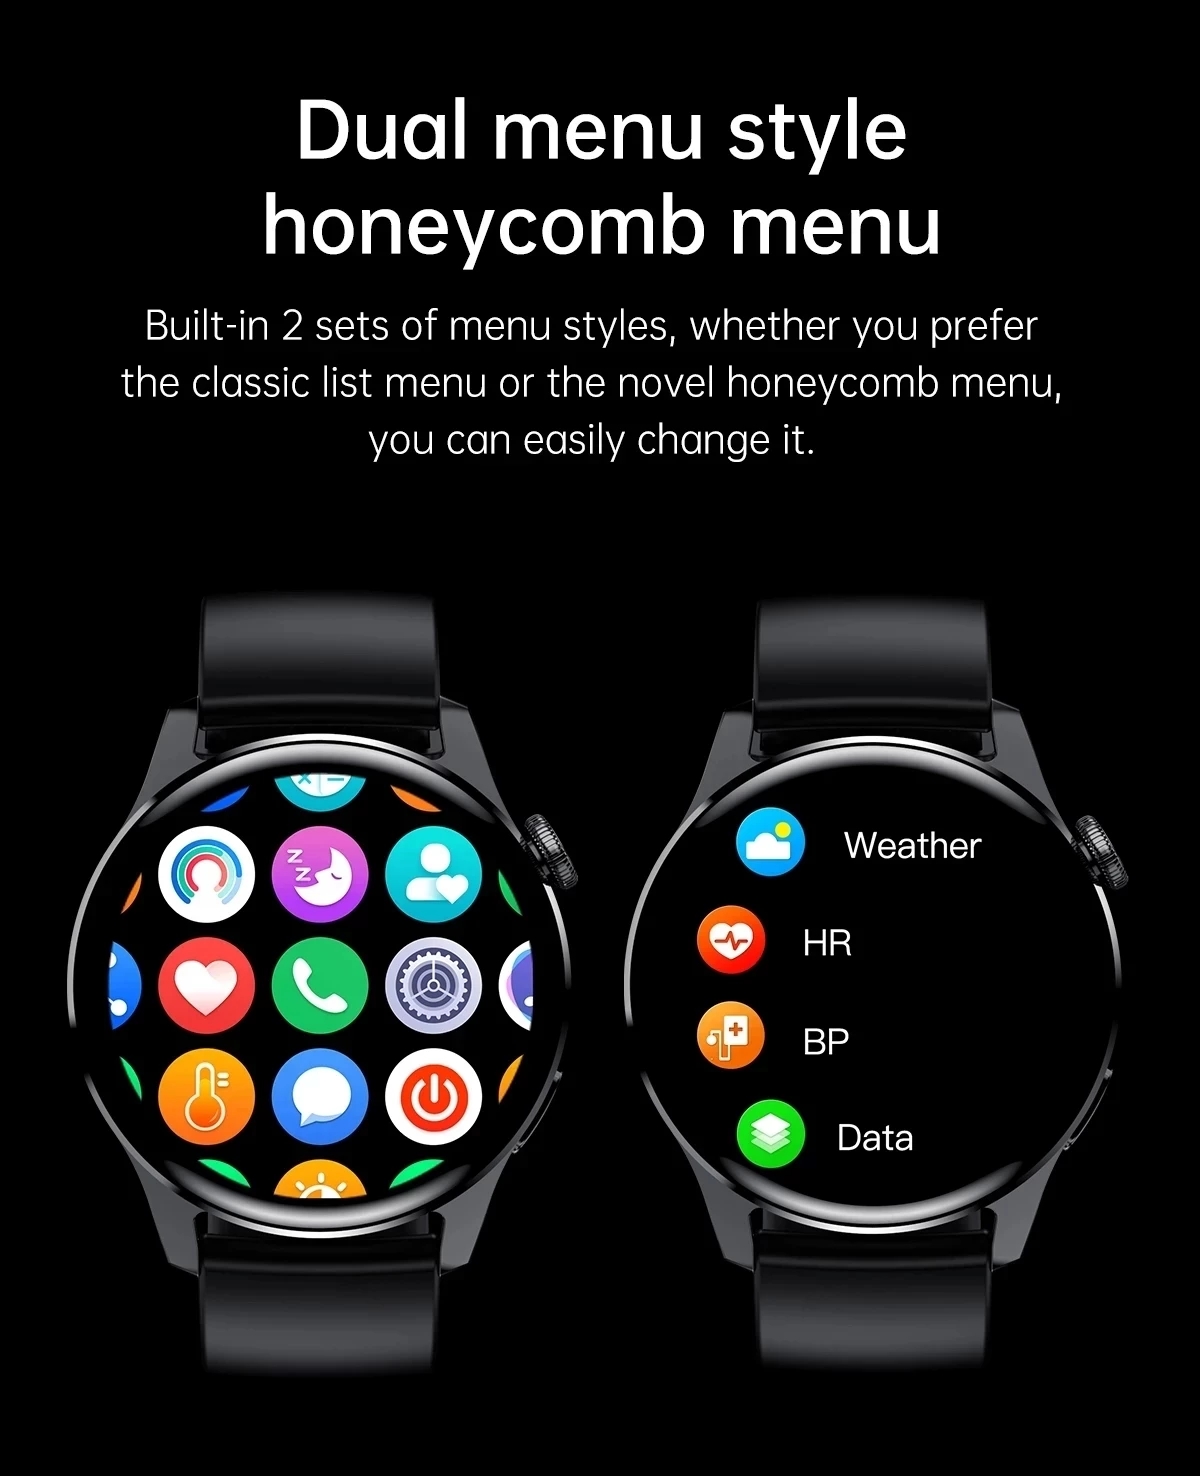 Dual menu style
honeycomb menu
Built-in 2 sets of menu styles, whether you prefer
the classic list menu or the novel honeycomb menu,
you can easily change it.
Z
Z
Weather
HR
BP
Data